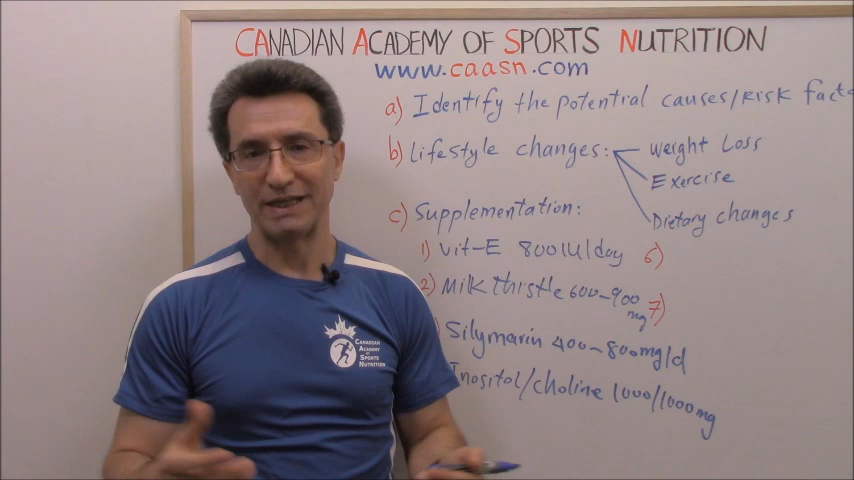 CANADIAN ACADEMY OF SPORTS NUTRITION
www.caasn.com
a) Identify the potential causes/Risk
b) Lifestyle changes:
Weight Loss
Exercise
Dietary changes
c) Supplementation:
1) Vit-E 800IU/day
6)
2) Milk thistle 600-900 mg
7)
Silymarin 400-800mg/d
Inositol/choline 1000/1000mg
CANADIAN
ACADEMY
OF
SPORTS
NUTRITION